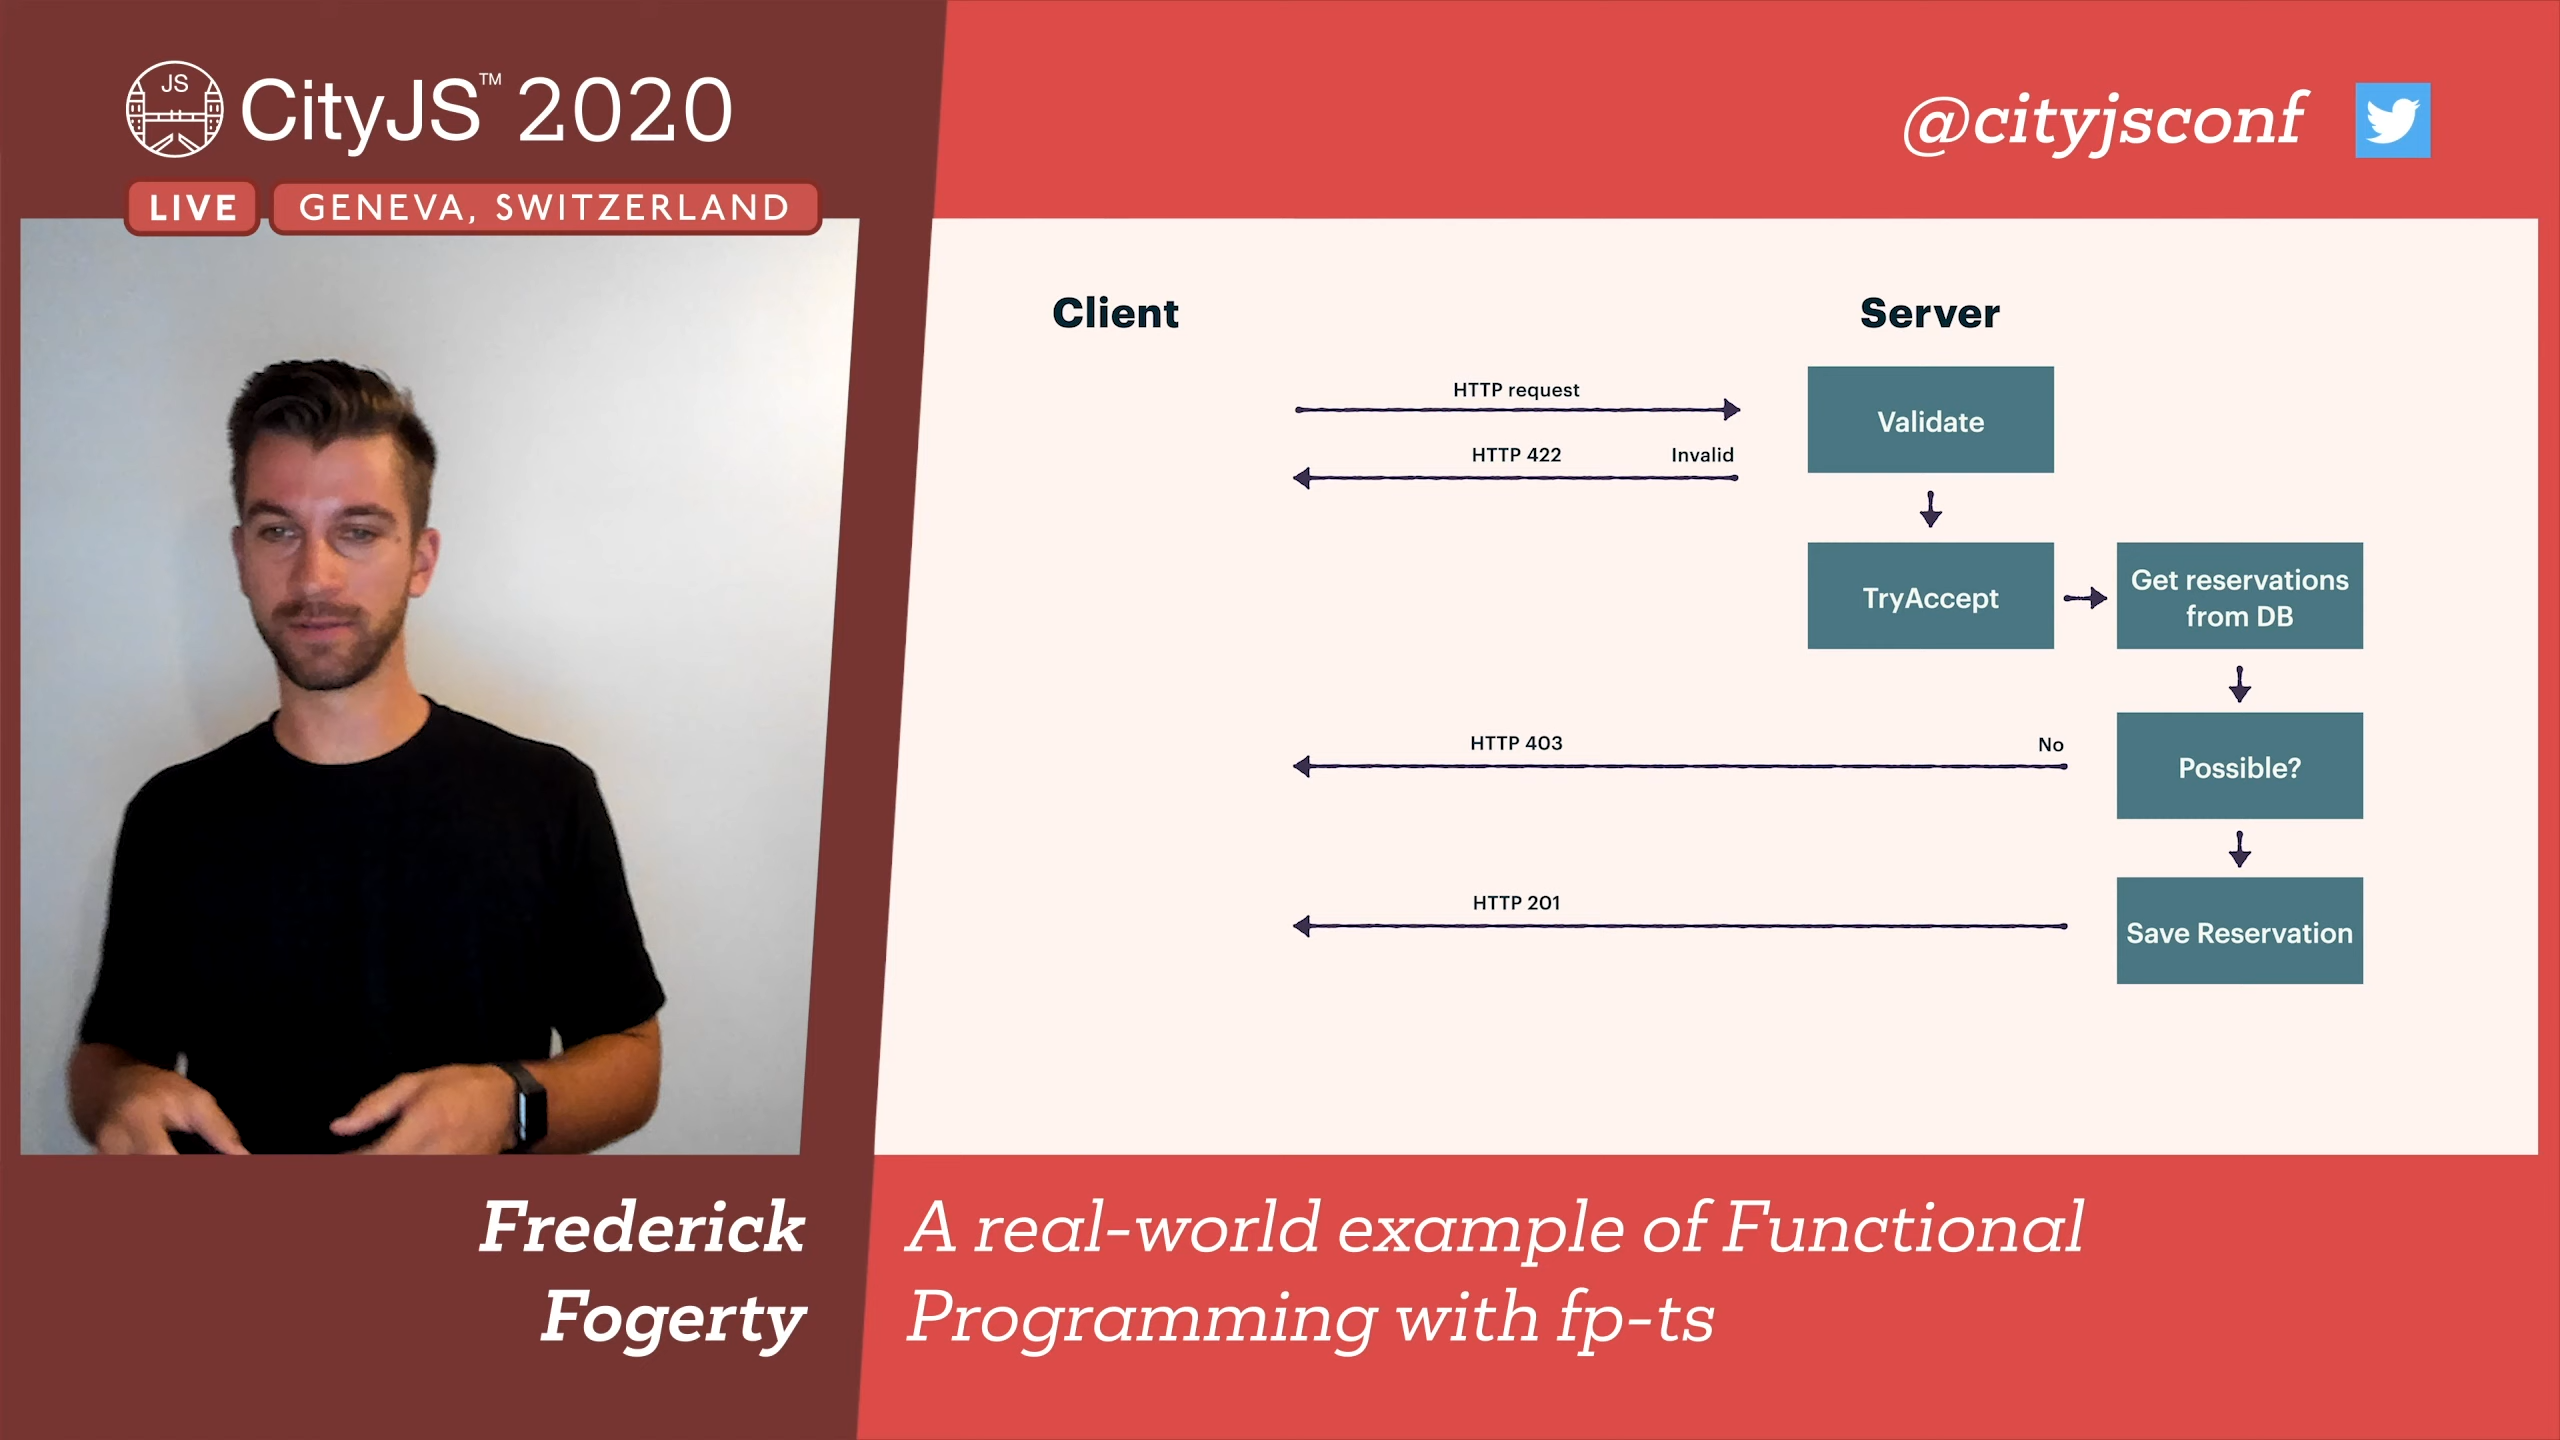 JS
CityJS™ 2020
@cityjsconf
LIVE
GENEVA, SWITZERLAND
Client
Server
HTTP request
Validate
HTTP 422
Invalid
TryAccept
Get reservations
from DB
HTTP 403
No
Possible?
HTTP 201
Save Reservation
Frederick
Fogerty
A real-world example of Functional
Programming with fp-ts